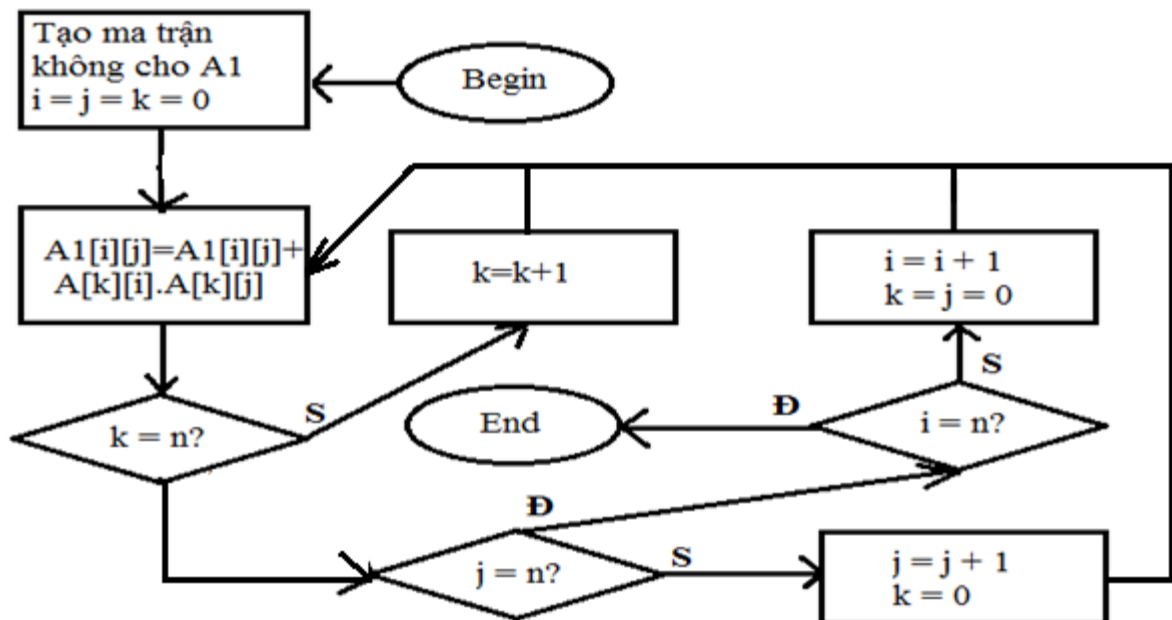 Tạo ma trận
không cho A1
i = j = k = 0
Begin
A1[i][j]=A1[i][j]+
A[k][i].A[k][j]
k=k+1
i = i + 1
k = j = 0
k = n?
S
End
Đ
i = n?
S
Đ
j = n?
S
j = j + 1
k = 0